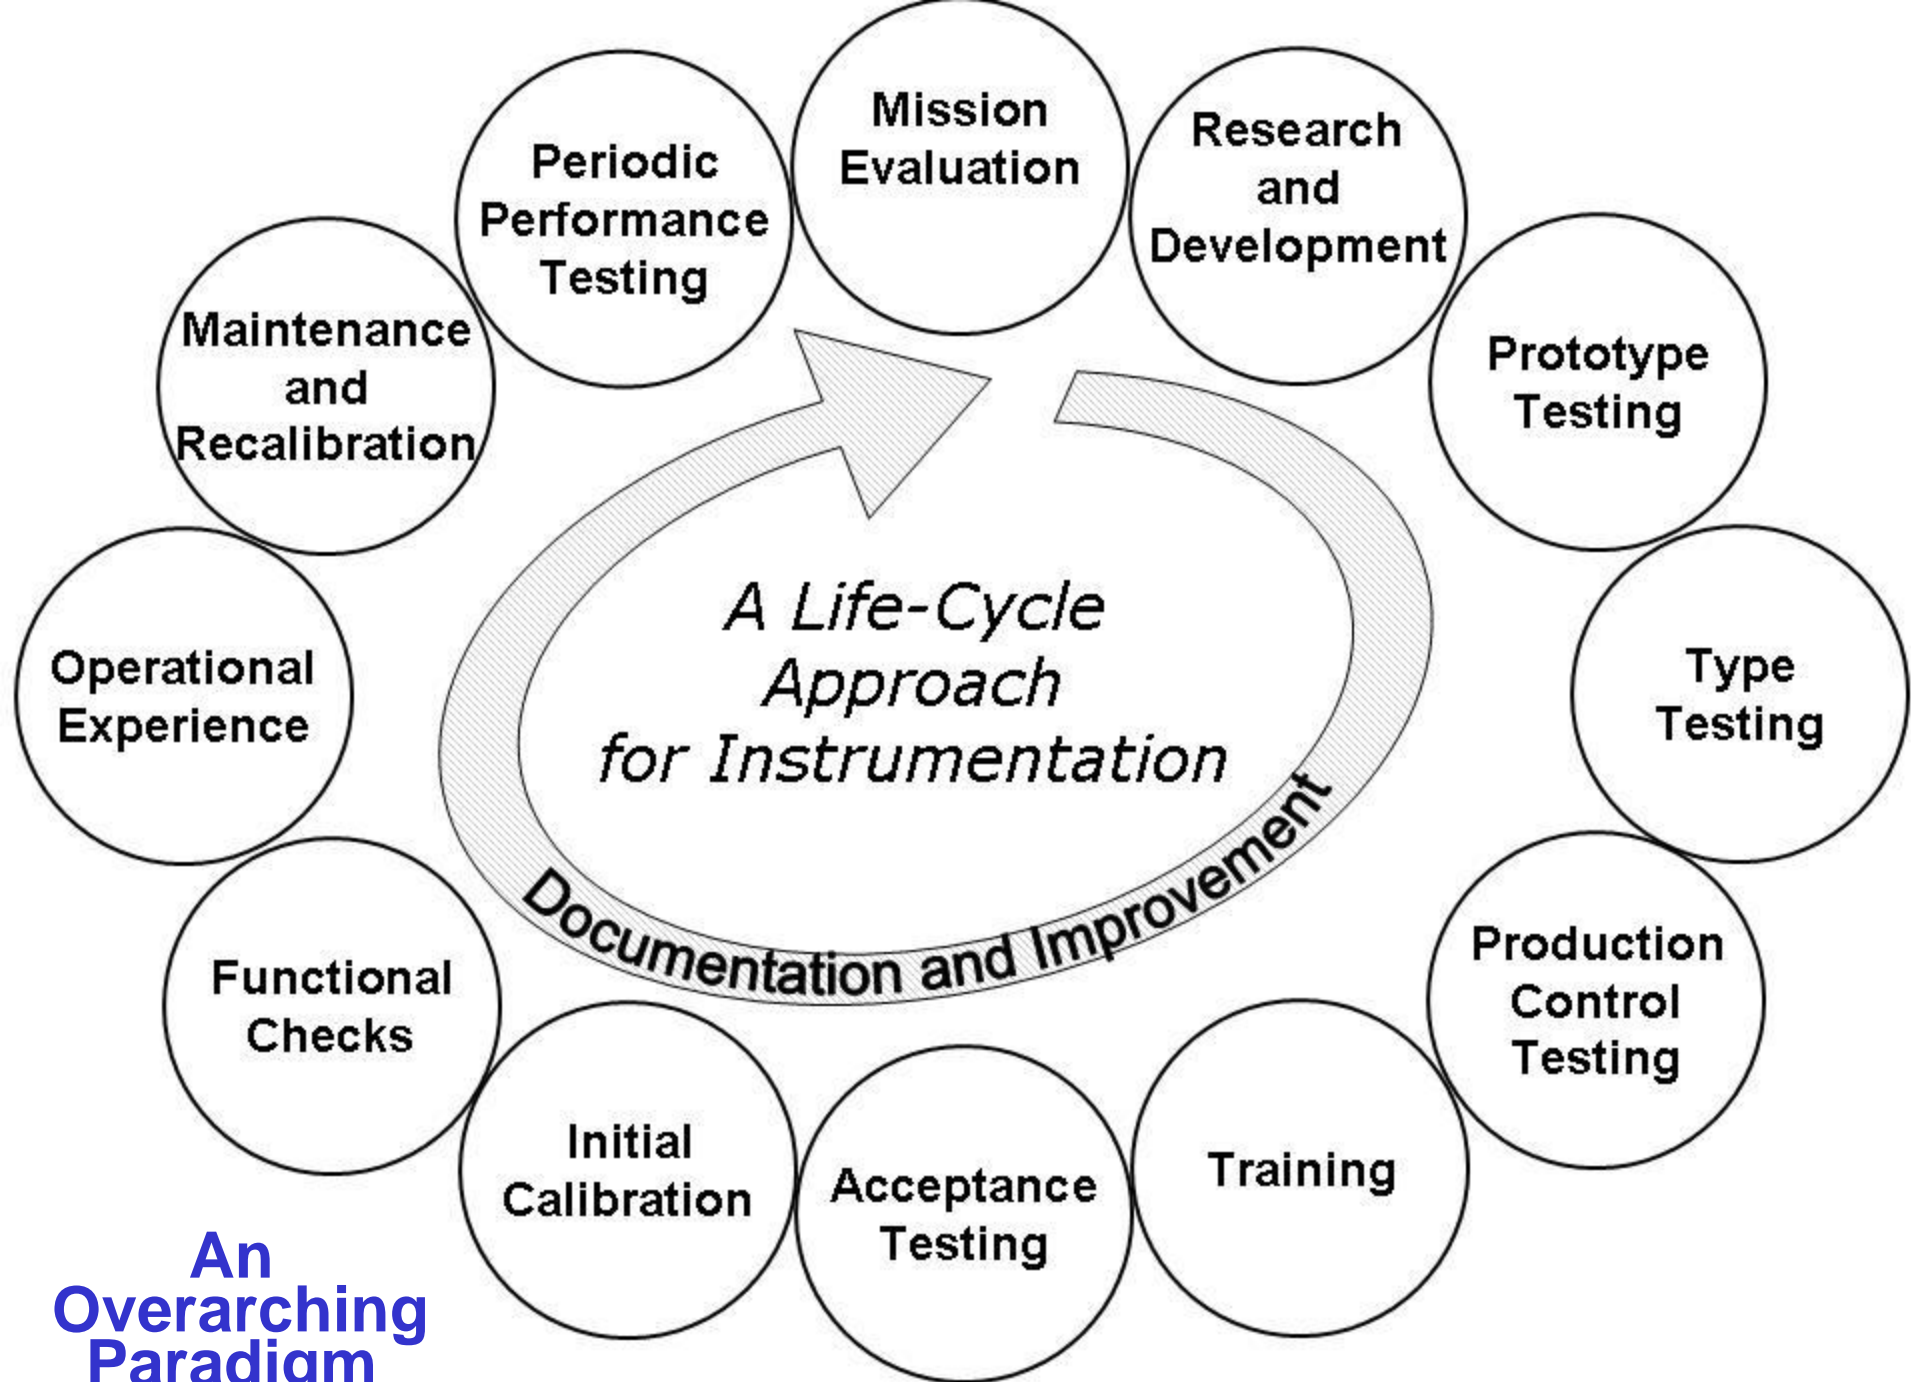 Mission
Evaluation
Research
and
Development
Prototype
Testing
Type
Testing
Production
Control
Testing
Training
Acceptance
Testing
Initial
Calibration
Functional
Checks
Operational
Experience
Maintenance
and
Recalibration
Periodic
Performance
Testing
A Life-Cycle
Approach
for Instrumentation
Documentation and Improvement
An
Overarching
Paradigm